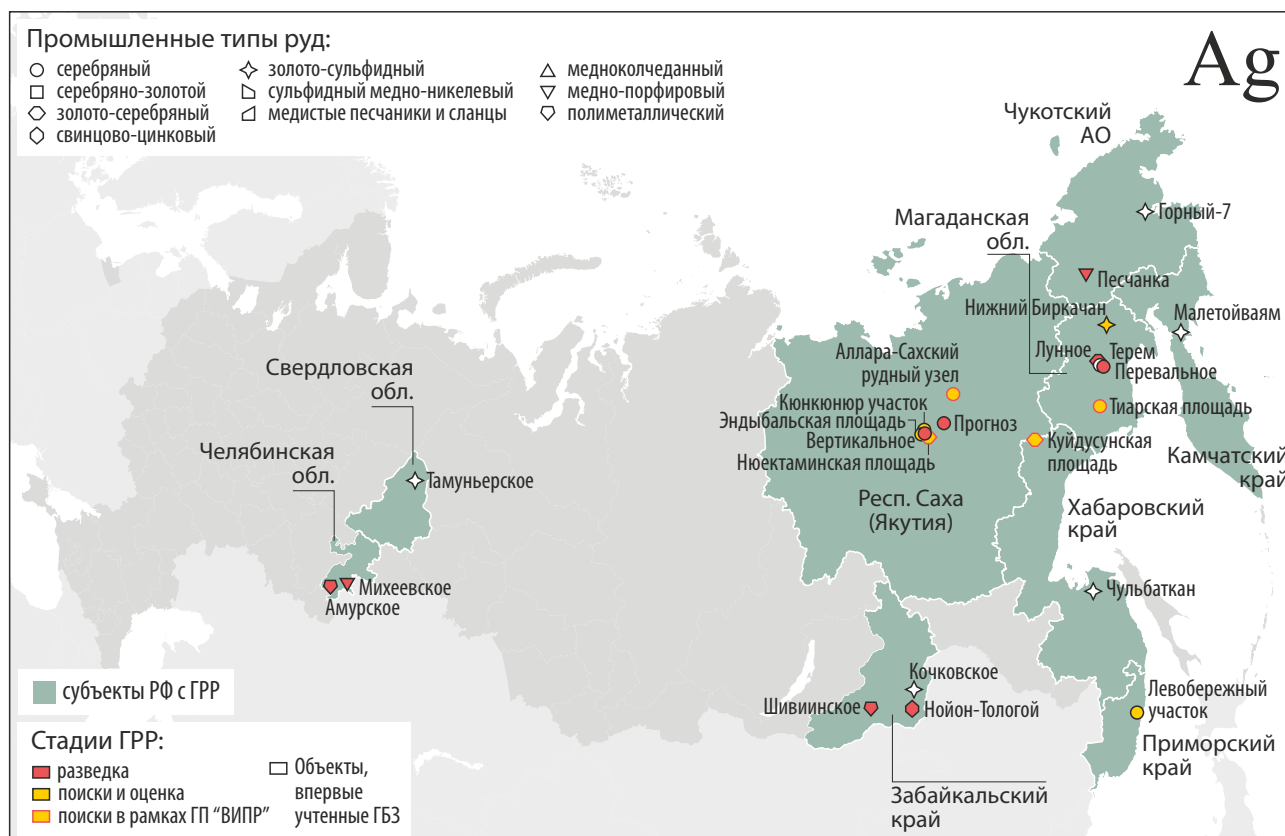 Промышленные типы руд:
серебряный
серебряно-золотой
золото-серебряный
свинцово-цинковый
золото-сульфидный
сульфидный медно-никелевый
медистые песчаники и сланцы
медноколчеданный
медно-порфировый
полиметаллический
Ag
Чукотский
АО
Горный-7
Магаданская
обл.
Песчанка
Нижний Биркачан
Малетойваям
Лунное
Терем
Перевальное
Аллара-Сахский
рудный узел
Тиарская площадь
Кюнкюнюр участок
Эндыбальская площадь
Прогноз
Вертикальное
Нюектаминская площадь
Куйдусунская
площадь
Камчатский
край
Свердловская
обл.
Челябинская
обл.
Тамуньерское
Респ. Саха
(Якутия)
Хабаровский
край
Михеевское
Амурское
Чульбаткан
Кочковское
Шивиинское
Нойон-Тологой
Левобережный
участок
Приморский
край
Забайкальский
край
субъекты РФ с ГРР
Стадии ГРР:
разведка
поиски и оценка
поиски в рамках ГП “ВИПР”
Объекты,
впервые
учтенные ГБЗ